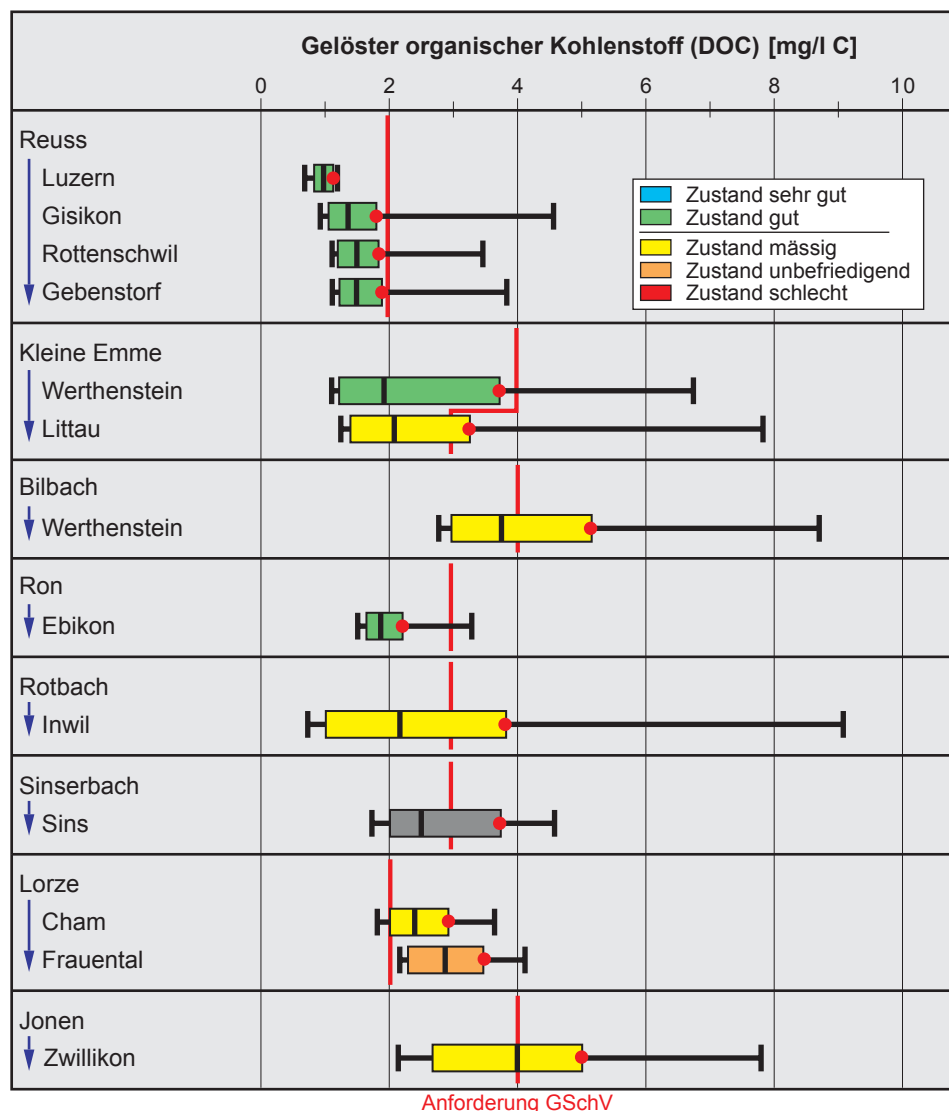 Gelöster organischer Kohlenstoff (DOC) [mg/l C]
0 2 4 6 8 10
Reuss
Luzern
Gisikon
Rottenschwil
Gebenstorf
Zustand sehr gut
Zustand gut
Zustand mässig
Zustand unbefriedigend
Zustand schlecht
Kleine Emme
Werthenstein
Littau
Bilbach
Werthenstein
Ron
Ebikon
Rotbach
Inwil
Sinserbach
Sins
Lorze
Cham
Frauental
Jonen
Zwillikon
Anforderung GSchV